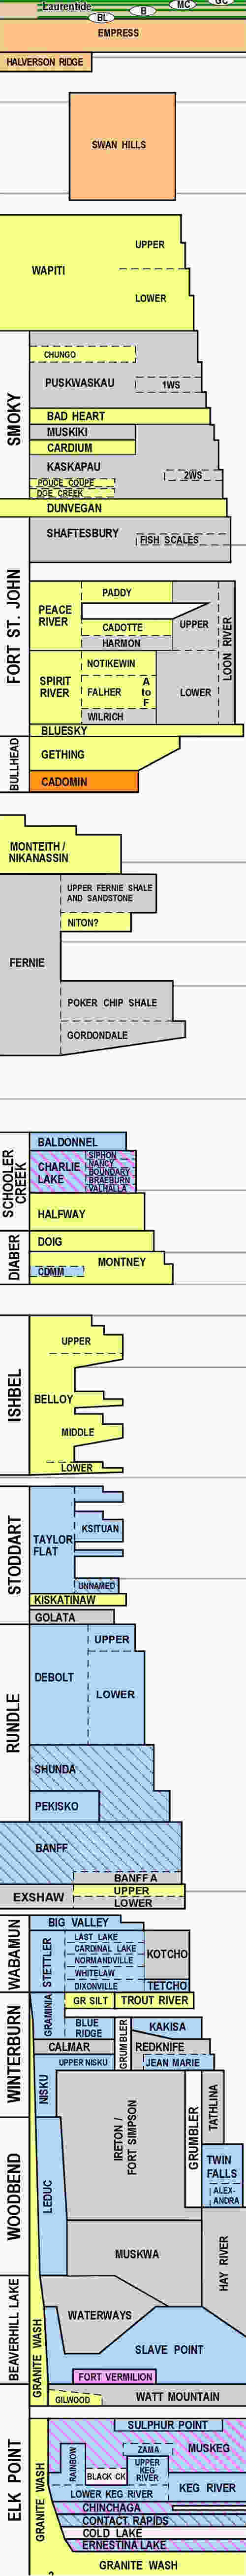 Laurentide
MC
GC
B
BL
EMPRESS
HALVERSON RIDGE
SWAN HILLS
UPPER
WAPITI
LOWER
SMOKY
CHUNGO
PUSKWASKAU
1WS
BAD HEART
MUSKIKI
CARDIUM
KASKAPAU
2WS
POUCE COUPE
DOE CREEK
DUNVEGAN
SHAFTESBURY
FISH SCALES
FORT ST. JOHN
PEACE RIVER
PADDY
CADOTTE
HARMON
UPPER
LOON RIVER
SPIRIT RIVER
NOTIKEWIN
FALHER
A to F
WILRICH
LOWER
BLUESKY
BULLHEAD
GETHING
CADOMIN
MONTEITH /
NIKANASSIN
UPPER FERNIE SHALE
AND SANDSTONE
NITON?
FERNIE
POKER CHIP SHALE
GORDONDALE
SCHOOLER CREEK
BALDONNEL
CHARLIE LAKE
SIPHON
NANCY
BOUNDARY
BRAEBURN
VALHALLA
HALFWAY
DIABER
DOIG
MONTNEY
CDMM
ISHBEL
UPPER
BELLOY
MIDDLE
LOWER
STODDART
TAYLOR FLAT
KSITUAN
UNNAMED
KISKATINAW
GOLATA
RUNDLE
UPPER
DEBOLT
LOWER
SHUNDA
PEKISKO
BANFF
BANFF A
EXSHAW
UPPER
LOWER
WABAMUN
BIG VALLEY
STETTLER
LAST LAKE
CARDINAL LAKE
NORMANDVILLE
WHITELAW
DIXONVILLE
KOTCHO
TETCHO
WINTERBURN
GRAMINIA
GR SILT
TROUT RIVER
BLUE RIDGE
GRUMBLER
KAKISA
CALMAR
REDKNIFE
UPPER NISKU
JEAN MARIE
NISKU
WOODBEND
LEDUC
IRETON /
FORT SIMPSON
GRUMBLER
TATHLINA
TWIN FALLS
ALEX-
ANDRA
MUSKWA
HAY RIVER
BEAVERHILL LAKE
GRANITE WASH
WATERWAYS
SLAVE POINT
FORT VERMILION
GILWOOD
WATT MOUNTAIN
ELK POINT
GRANITE WASH
SULPHUR POINT
RAINBOW
ZAMA
MUSKEG
UPPER KEG RIVER
BLACK CK
LOWER KEG RIVER
KEG RIVER
CHINCHAGA
CONTACT RAPIDS
COLD LAKE
ERNESTINA LAKE
GRANITE WASH
?